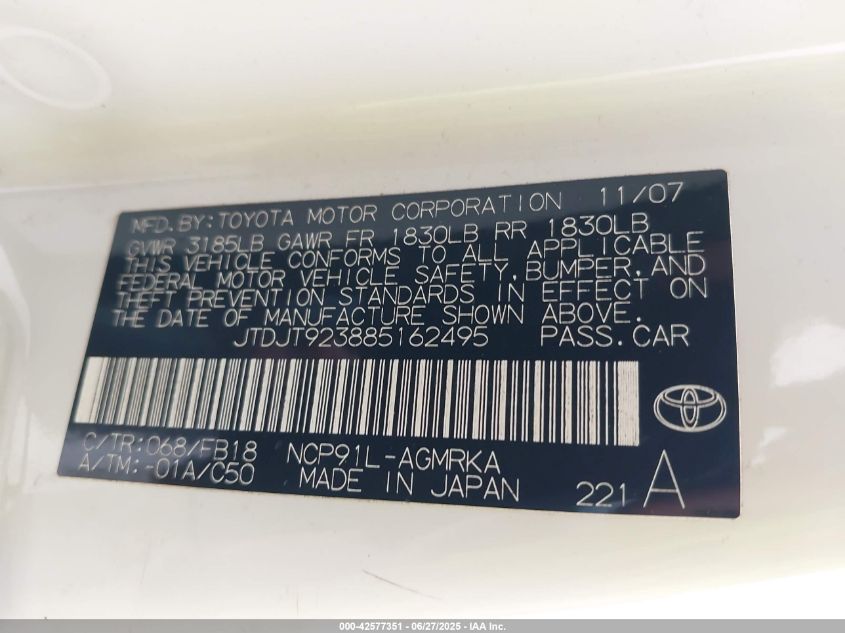 MFD. BY: TOYOTA MOTOR CORPORATION 11/07
GVWR 3185LB GAWR FR 1830LB RR 1830LB
THIS VEHICLE CONFORMS TO ALL APPLICABLE
FEDERAL MOTOR VEHICLE SAFETY, BUMPER, AND
THEFT PREVENTION STANDARDS IN EFFECT ON
THE DATE OF MANUFACTURE SHOWN ABOVE.
JTDJT923885162495 PASS. CAR
C/TR: 068/FB18 NCP91L-AGMRKA
A/TM: -01A/C50 MADE IN JAPAN 221 A
000-42577351 - 06/27/2025 - IAA Inc.